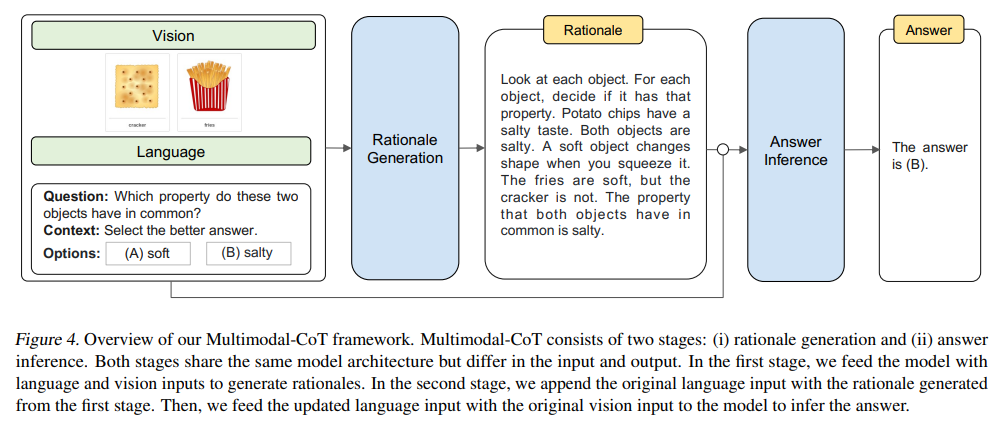 Vision
cracker
fries
Language
Question: Which property do these two
objects have in common?
Context: Select the better answer.
Options: (A) soft (B) salty
Rationale
Generation
Rationale
Look at each object. For each
object, decide if it has that
property. Potato chips have a
salty taste. Both objects are
salty. A soft object changes
shape when you squeeze it.
The fries are soft, but the
cracker is not. The property
that both objects have in
common is salty.
Answer
Inference
Answer
The answer
is (B).
Figure 4. Overview of our Multimodal-CoT framework. Multimodal-CoT consists of two stages: (i) rationale generation and (ii) answer
inference. Both stages share the same model architecture but differ in the input and output. In the first stage, we feed the model with
language and vision inputs to generate rationales. In the second stage, we append the original language input with the rationale generated
from the first stage. Then, we feed the updated language input with the original vision input to the model to infer the answer.